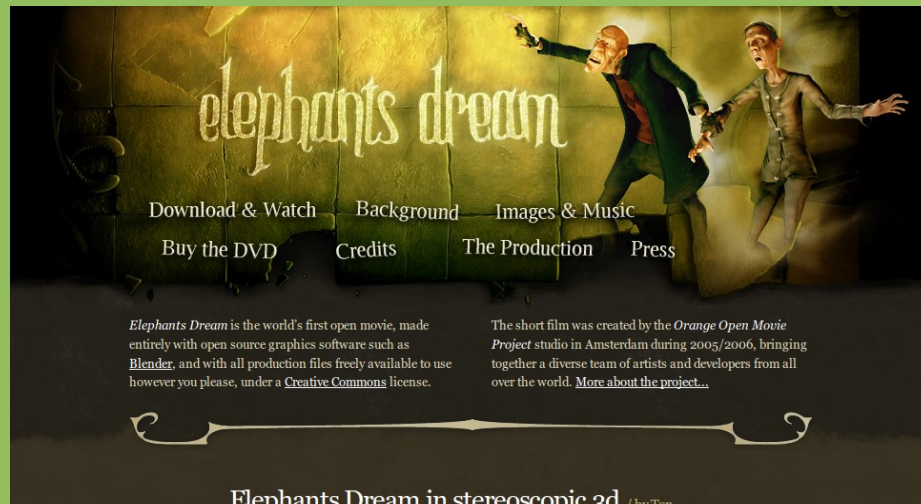 elephants dream
Download & Watch Background Images & Music
Buy the DVD Credits The Production Press
Elephants Dream is the world's first open movie, made
entirely with open source graphics software such as
Blender, and with all production files freely available to use
however you please, under a Creative Commons license.
The short film was created by the Orange Open Movie
Project studio in Amsterdam during 2005/2006, bringing
together a diverse team of artists and developers from all
over the world. More about the project...
Elephants Dream in stereoscopic 3d / by Ton